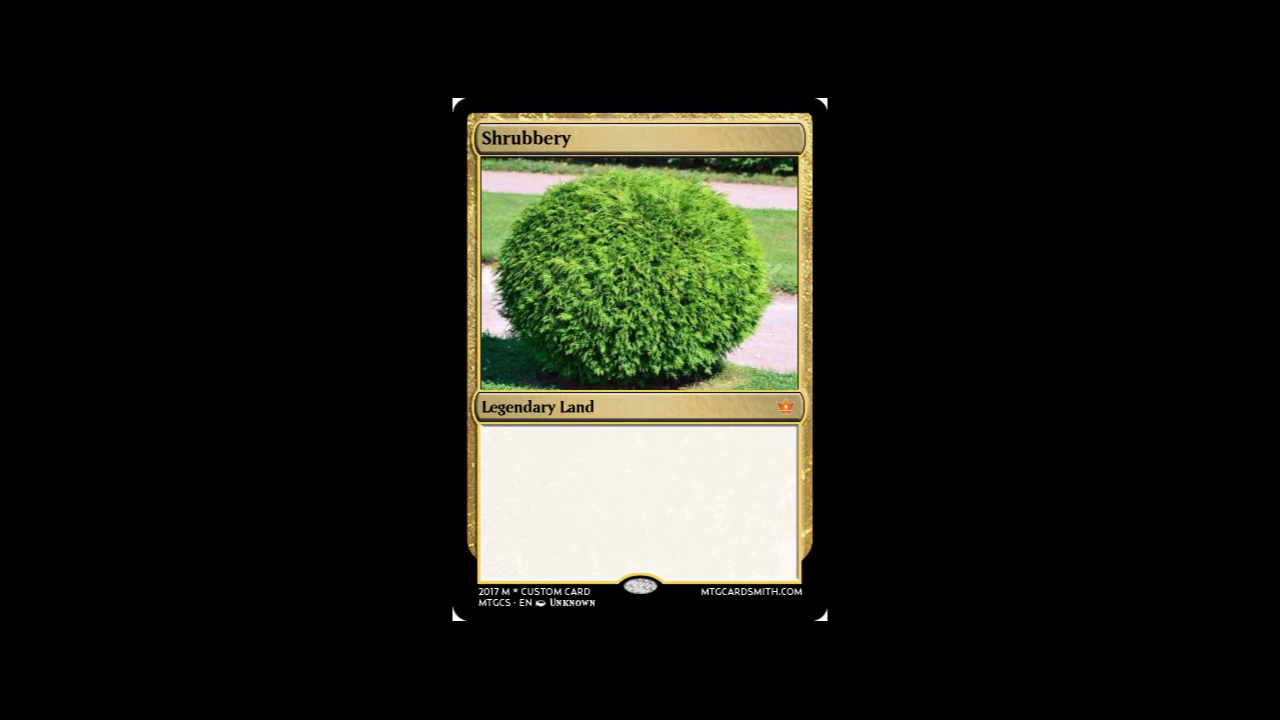 Shrubbery
Legendary Land
2017 M * CUSTOM CARD
MTGCS · EN Unknown
MTGCARDSMITH.COM